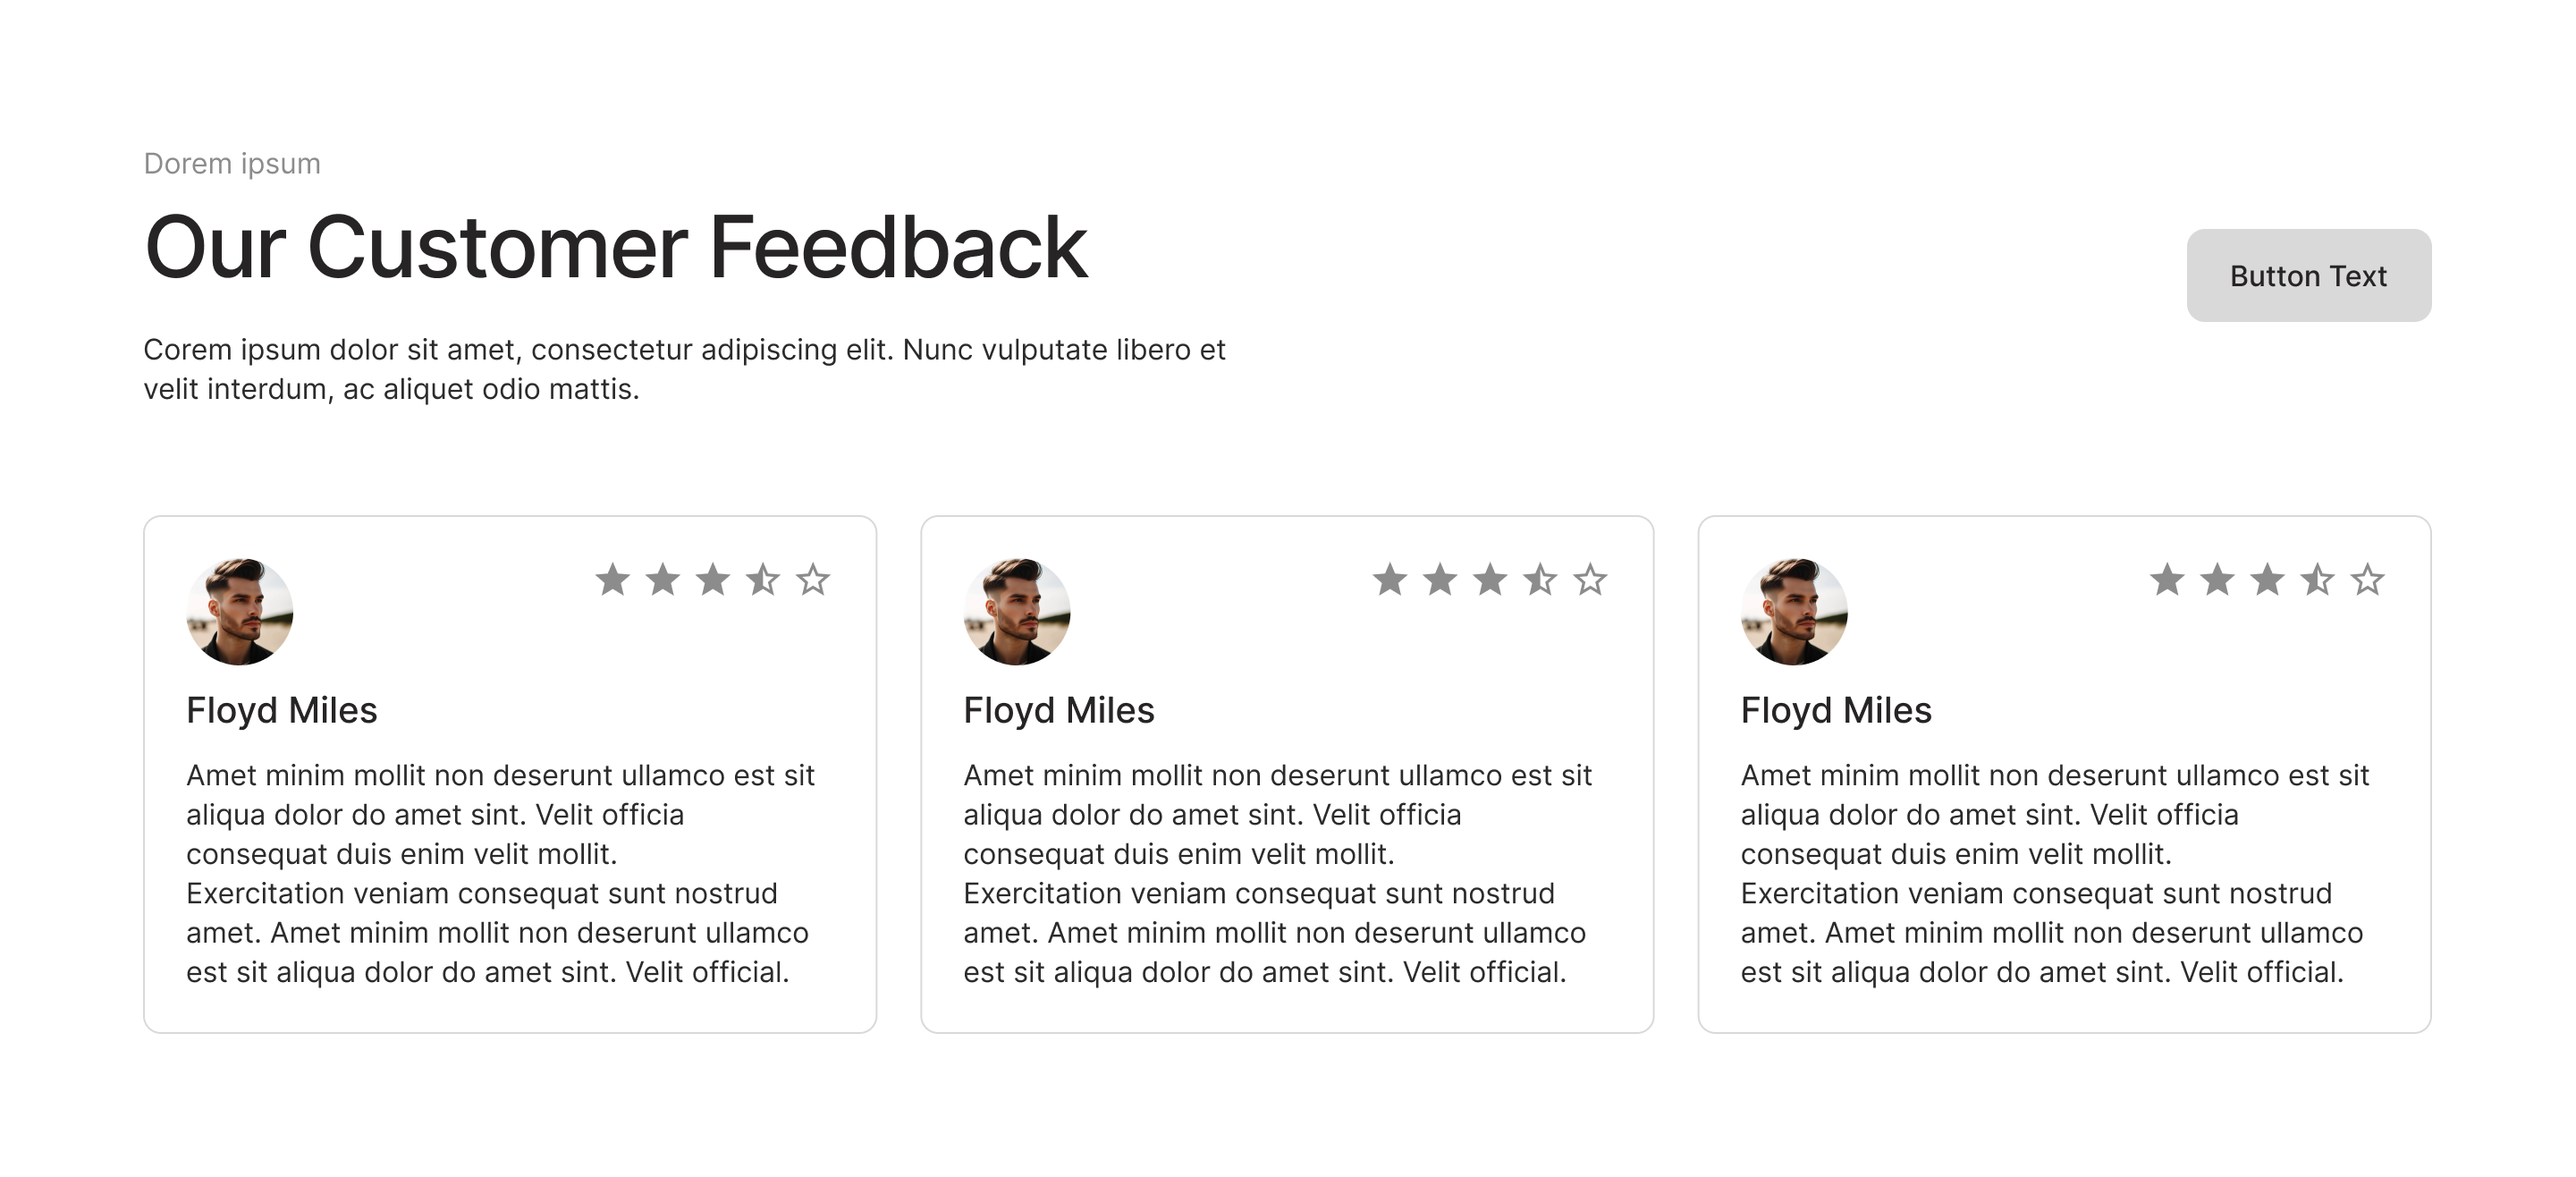 Dorem ipsum
Our Customer Feedback
Button Text
Corem ipsum dolor sit amet, consectetur adipiscing elit. Nunc vulputate libero et
velit interdum, ac aliquet odio mattis.
Floyd Miles
Amet minim mollit non deserunt ullamco est sit
aliqua dolor do amet sint. Velit officia
consequat duis enim velit mollit.
Exercitation veniam consequat sunt nostrud
amet. Amet minim mollit non deserunt ullamco
est sit aliqua dolor do amet sint. Velit official.
Floyd Miles
Amet minim mollit non deserunt ullamco est sit
aliqua dolor do amet sint. Velit officia
consequat duis enim velit mollit.
Exercitation veniam consequat sunt nostrud
amet. Amet minim mollit non deserunt ullamco
est sit aliqua dolor do amet sint. Velit official.
Floyd Miles
Amet minim mollit non deserunt ullamco est sit
aliqua dolor do amet sint. Velit officia
consequat duis enim velit mollit.
Exercitation veniam consequat sunt nostrud
amet. Amet minim mollit non deserunt ullamco
est sit aliqua dolor do amet sint. Velit official.